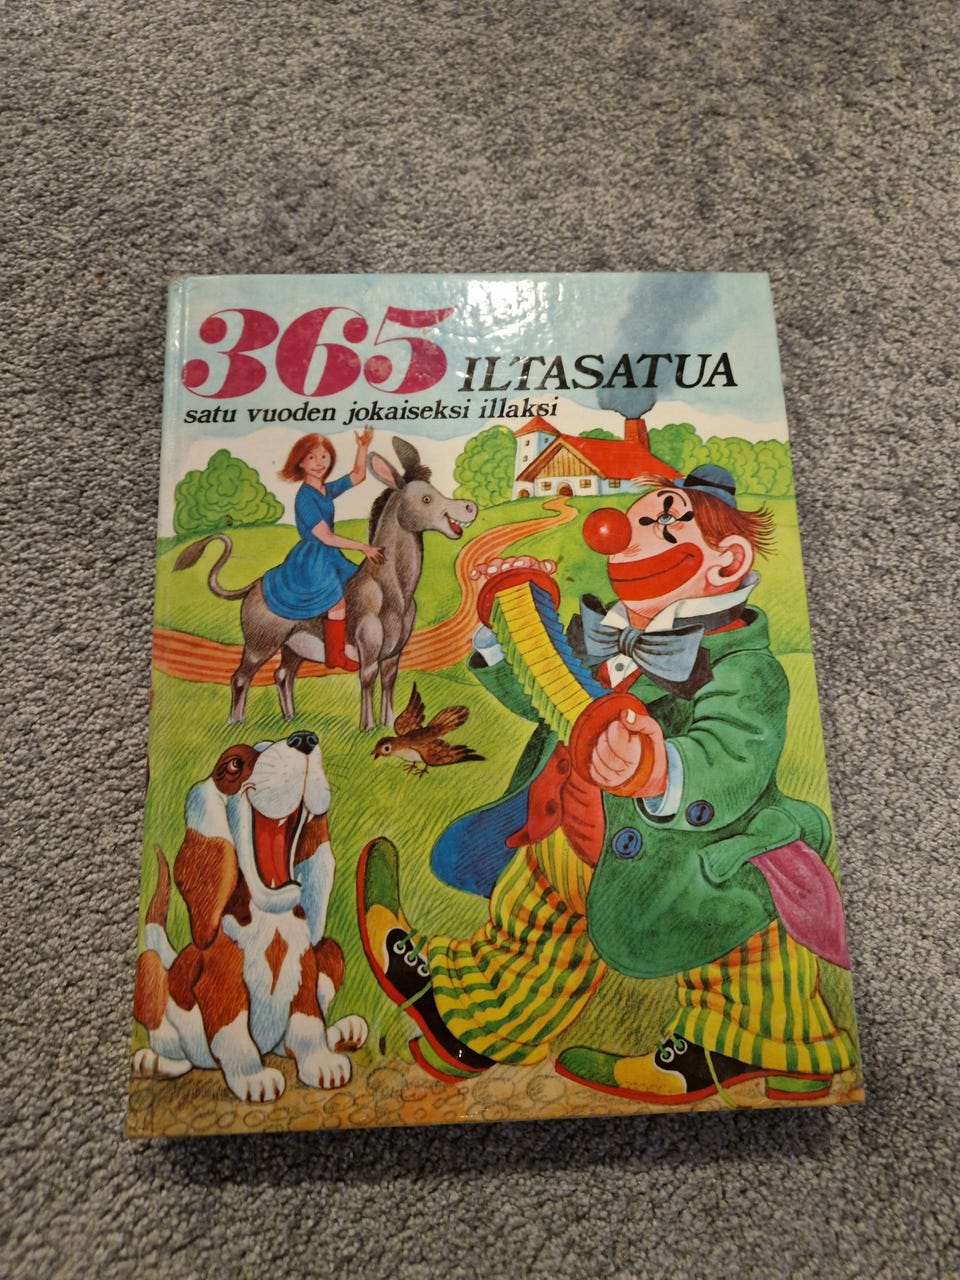 365 ILTASATUA
satu vuoden jokaiseksi illaksi